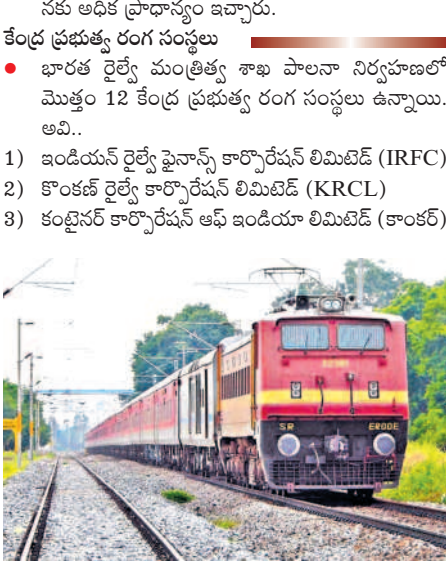 నకు అధిక ప్రాధాన్యం ఇచ్చారు.
కేంద్ర ప్రభుత్వ రంగ సంస్థలు
● భారత రైల్వే మంత్రిత్వ శాఖ పాలనా నిర్వహణలో
మొత్తం 12 కేంద్ర ప్రభుత్వ రంగ సంస్థలు ఉన్నాయి.
అవి..
1) ఇండియన్ రైల్వే ఫైనాన్స్ కార్పొరేషన్ లిమిటెడ్ (IRFC)
2) కొంకణ్ రైల్వే కార్పొరేషన్ లిమిటెడ్ (KRCL)
3) కంటైనర్ కార్పొరేషన్ ఆఫ్ ఇండియా లిమిటెడ్ (కాంకర్)
SR ERODE